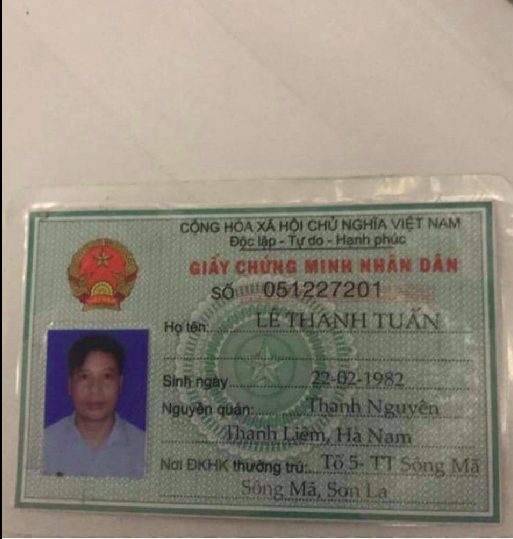 CỘNG HÒA XÃ HỘI CHỦ NGHĨA VIỆT NAM
Độc lập - Tự do - Hạnh phúc
GIẤY CHỨNG MINH NHÂN DÂN
SỐ 051227201
Họ tên: LÊ THANH TUẤN
Sinh ngày 22-02-1982
Nguyên quán: Thanh Nguyên
Thanh Liêm, Hà Nam
Nơi ĐKHK thường trú: Tổ 5- TT Sông Mã
Sông Mã, Sơn La